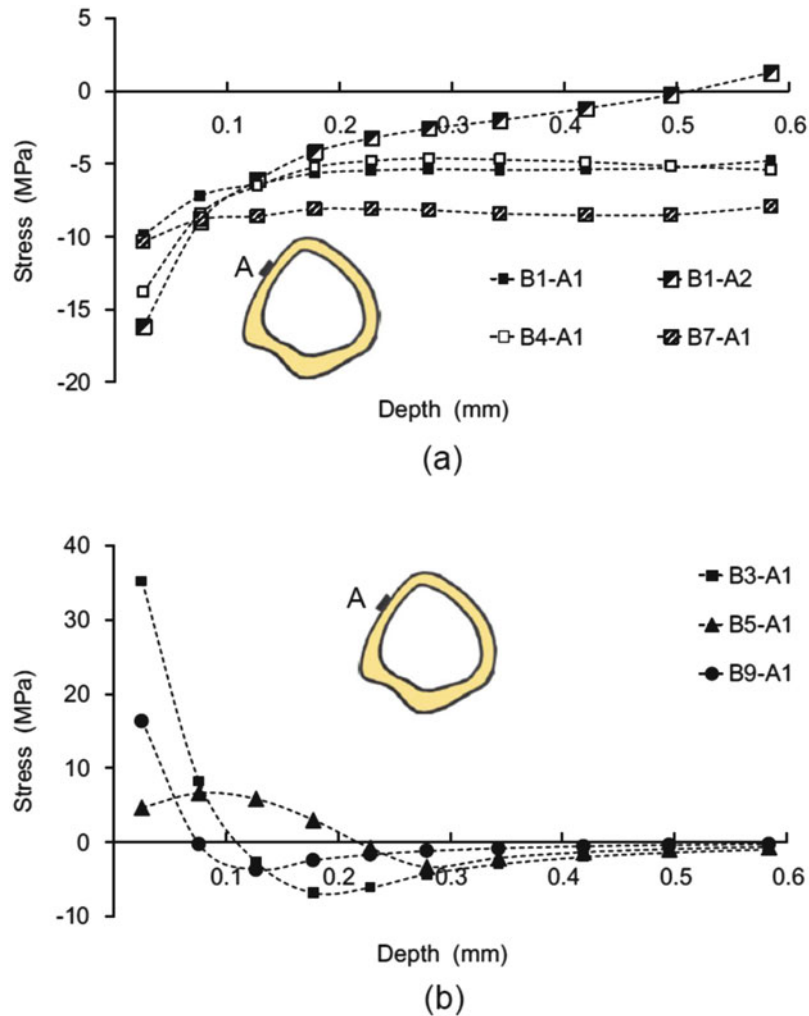 5
0
0.1 0.2 0.3 0.4 0.5 0.6
-5
-10
-15
-20
Stress (MPa)
A
B1-A1 B1-A2
B4-A1 B7-A1
Depth (mm)
(a)
40
30
20
10
0
0.1 0.2 0.3 0.4 0.5 0.6
-10
Stress (MPa)
A
B3-A1
B5-A1
B9-A1
Depth (mm)
(b)